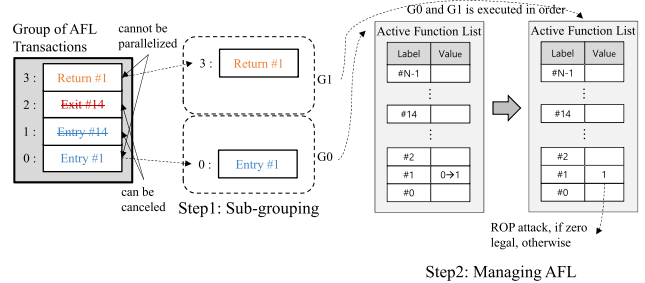 G0 and G1 is executed in order
cannot be
parallelized
Group of AFL
Transactions
3 :
Return #1
2 :
Exit #14
1 :
Entry #14
0 :
Entry #1
can be
canceled
3 :
Return #1
G1
0 :
Entry #1
G0
Step1: Sub-grouping
Active Function List
Label
Value
#N-1
⋮
#14
⋮
#2
#1
0→1
#0
Active Function List
Label
Value
#N-1
⋮
#14
⋮
#2
#1
1
#0
ROP attack, if zero
legal, otherwise
Step2: Managing AFL